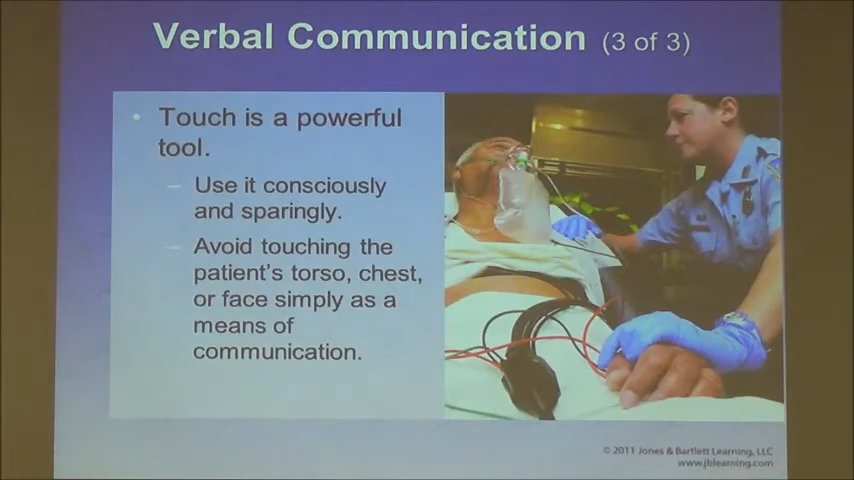 Verbal Communication (3 of 3)
• Touch is a powerful
tool.
– Use it consciously
and sparingly.
– Avoid touching the
patient's torso, chest,
or face simply as a
means of
communication.
© 2011 Jones & Bartlett Learning, LLC
www.jblearning.com